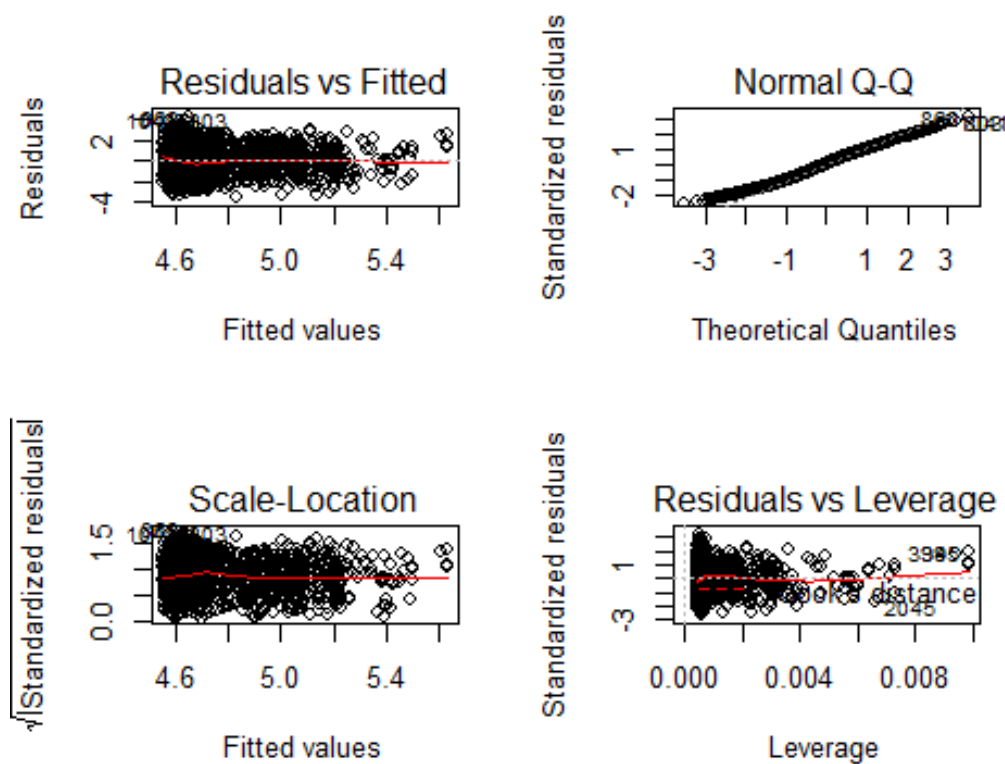 Residuals vs Fitted
Residuals
2
-4
4.6 5.0 5.4
Fitted values
Normal Q-Q
Standardized residuals
1
-2
-3 -1 1 2 3
Theoretical Quantiles
Scale-Location
√|Standardized residuals|
1.5
0.0
4.6 5.0 5.4
Fitted values
Residuals vs Leverage
Standardized residuals
1
-3
distance
2045
0.000 0.004 0.008
Leverage